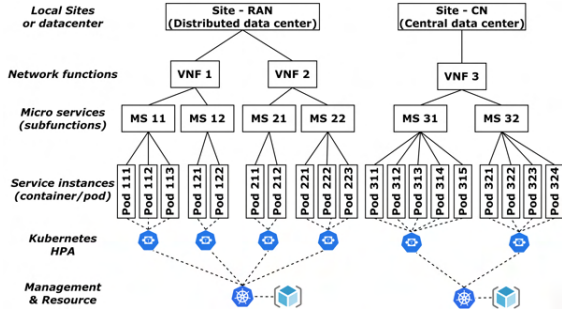 Local Sites
or datacenter
Site - RAN
(Distributed data center)
Site - CN
(Central data center)
Network functions
VNF 1
VNF 2
VNF 3
Micro services
(subfunctions)
MS 11
MS 12
MS 21
MS 22
MS 31
MS 32
Service instances
(container/pod)
Pod 111
Pod 112
Pod 113
Pod 121
Pod 122
Pod 211
Pod 212
Pod 221
Pod 222
Pod 223
Pod 311
Pod 312
Pod 313
Pod 314
Pod 315
Pod 321
Pod 322
Pod 323
Pod 324
Kubernetes
HPA
Management
& Resource